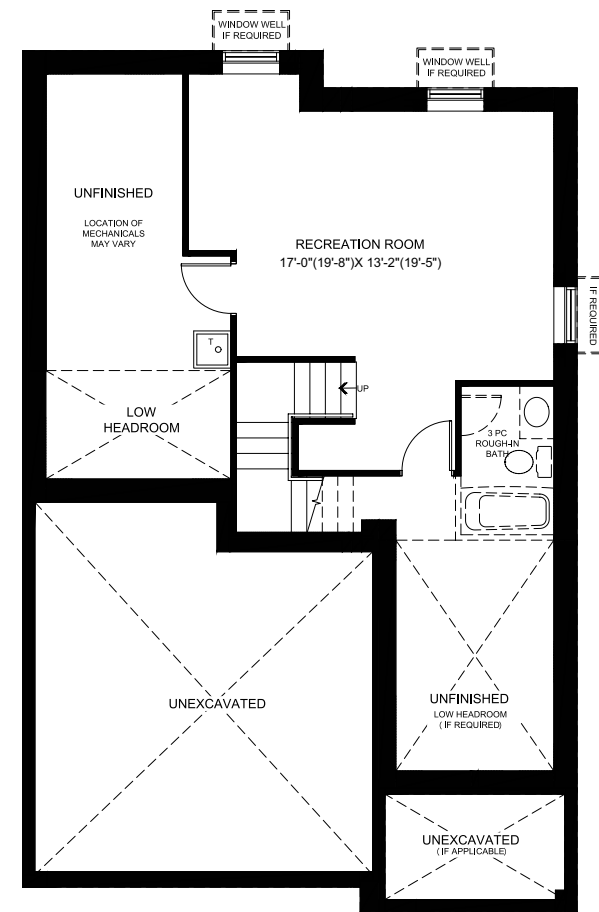 WINDOW WELL
IF REQUIRED
WINDOW WELL
IF REQUIRED
UNFINISHED
LOCATION OF
MECHANICALS
MAY VARY
RECREATION ROOM
17'-0"(19'-8")X 13'-2"(19'-5")
IF REQUIRED
T
UP
LOW
HEADROOM
3 PC
ROUGH-IN
BATH
UNEXCAVATED
UNFINISHED
LOW HEADROOM
( IF REQUIRED)
UNEXCAVATED
( IF APPLICABLE)